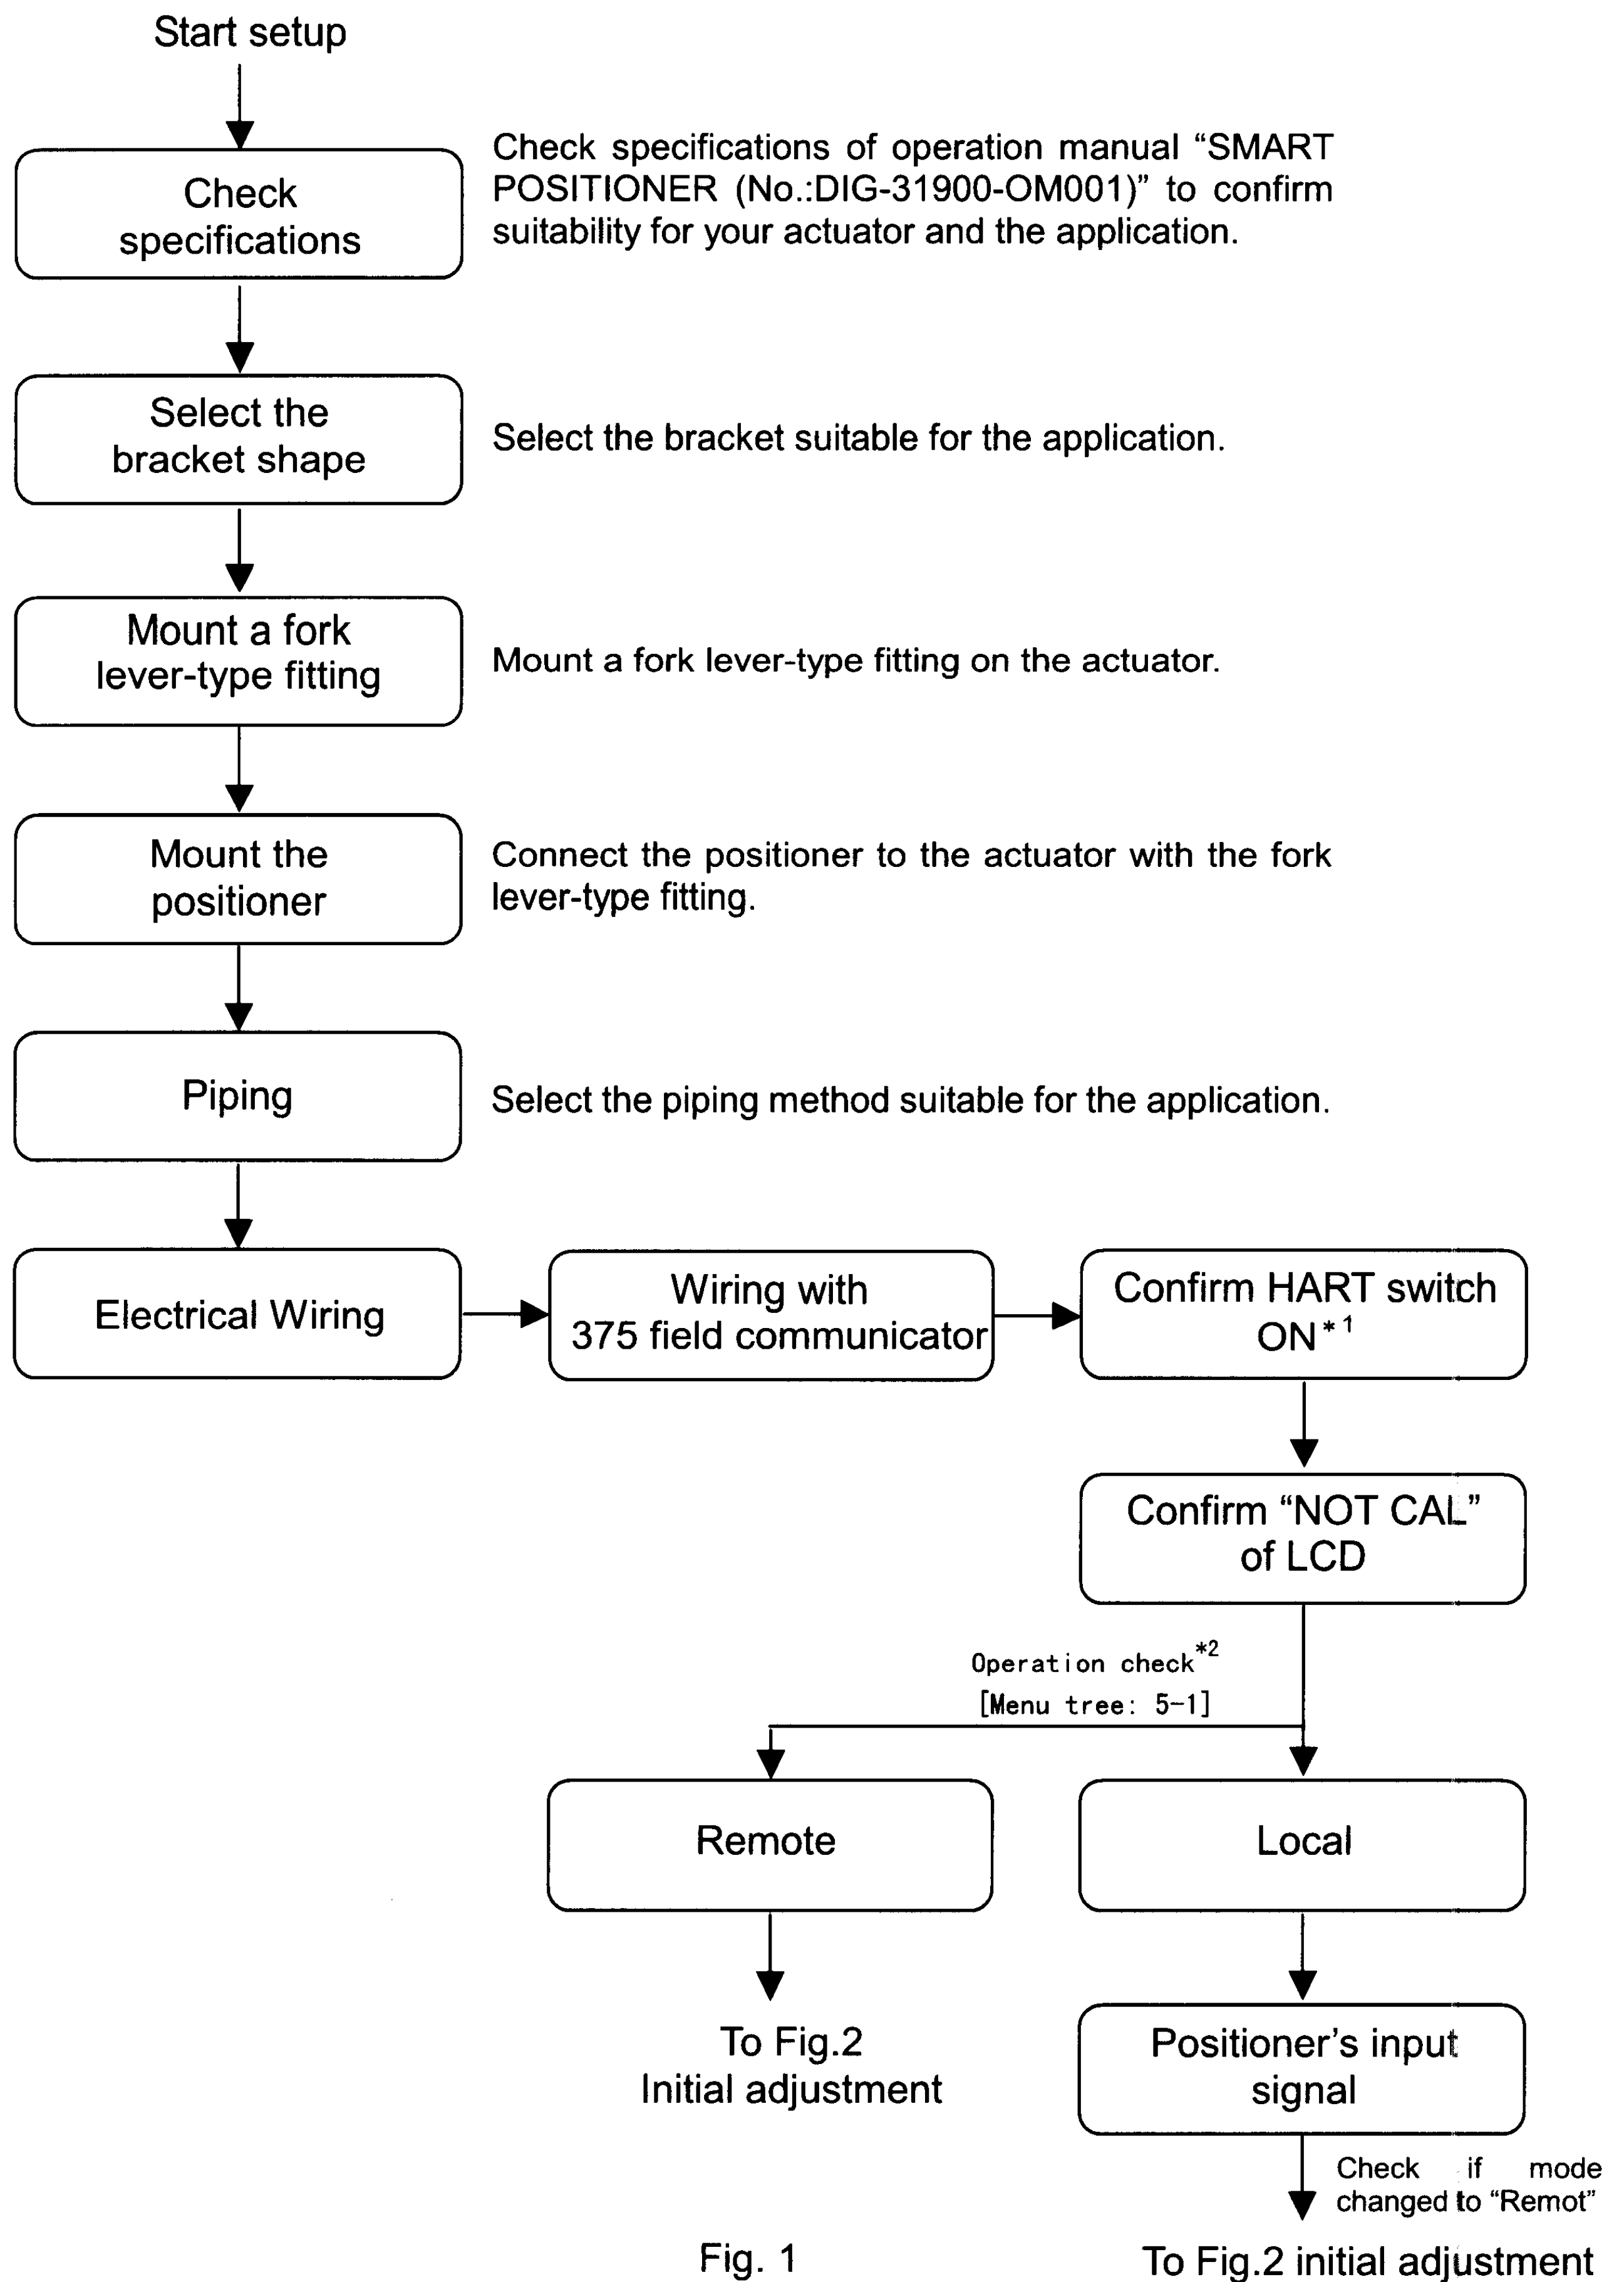 Start setup
Check
specifications
Check specifications of operation manual “SMART
POSITIONER (No.:DIG-31900-OM001)” to confirm
suitability for your actuator and the application.
Select the
bracket shape
Select the bracket suitable for the application.
Mount a fork
lever-type fitting
Mount a fork lever-type fitting on the actuator.
Mount the
positioner
Connect the positioner to the actuator with the fork
lever-type fitting.
Piping
Select the piping method suitable for the application.
Electrical Wiring
Wiring with
375 field communicator
Confirm HART switch
ON*1
Confirm “NOT CAL”
of LCD
Operation check*2
[Menu tree: 5-1]
Remote
Local
To Fig.2
Initial adjustment
Positioner’s input
signal
Check if mode
changed to “Remot”
Fig. 1
To Fig.2 initial adjustment